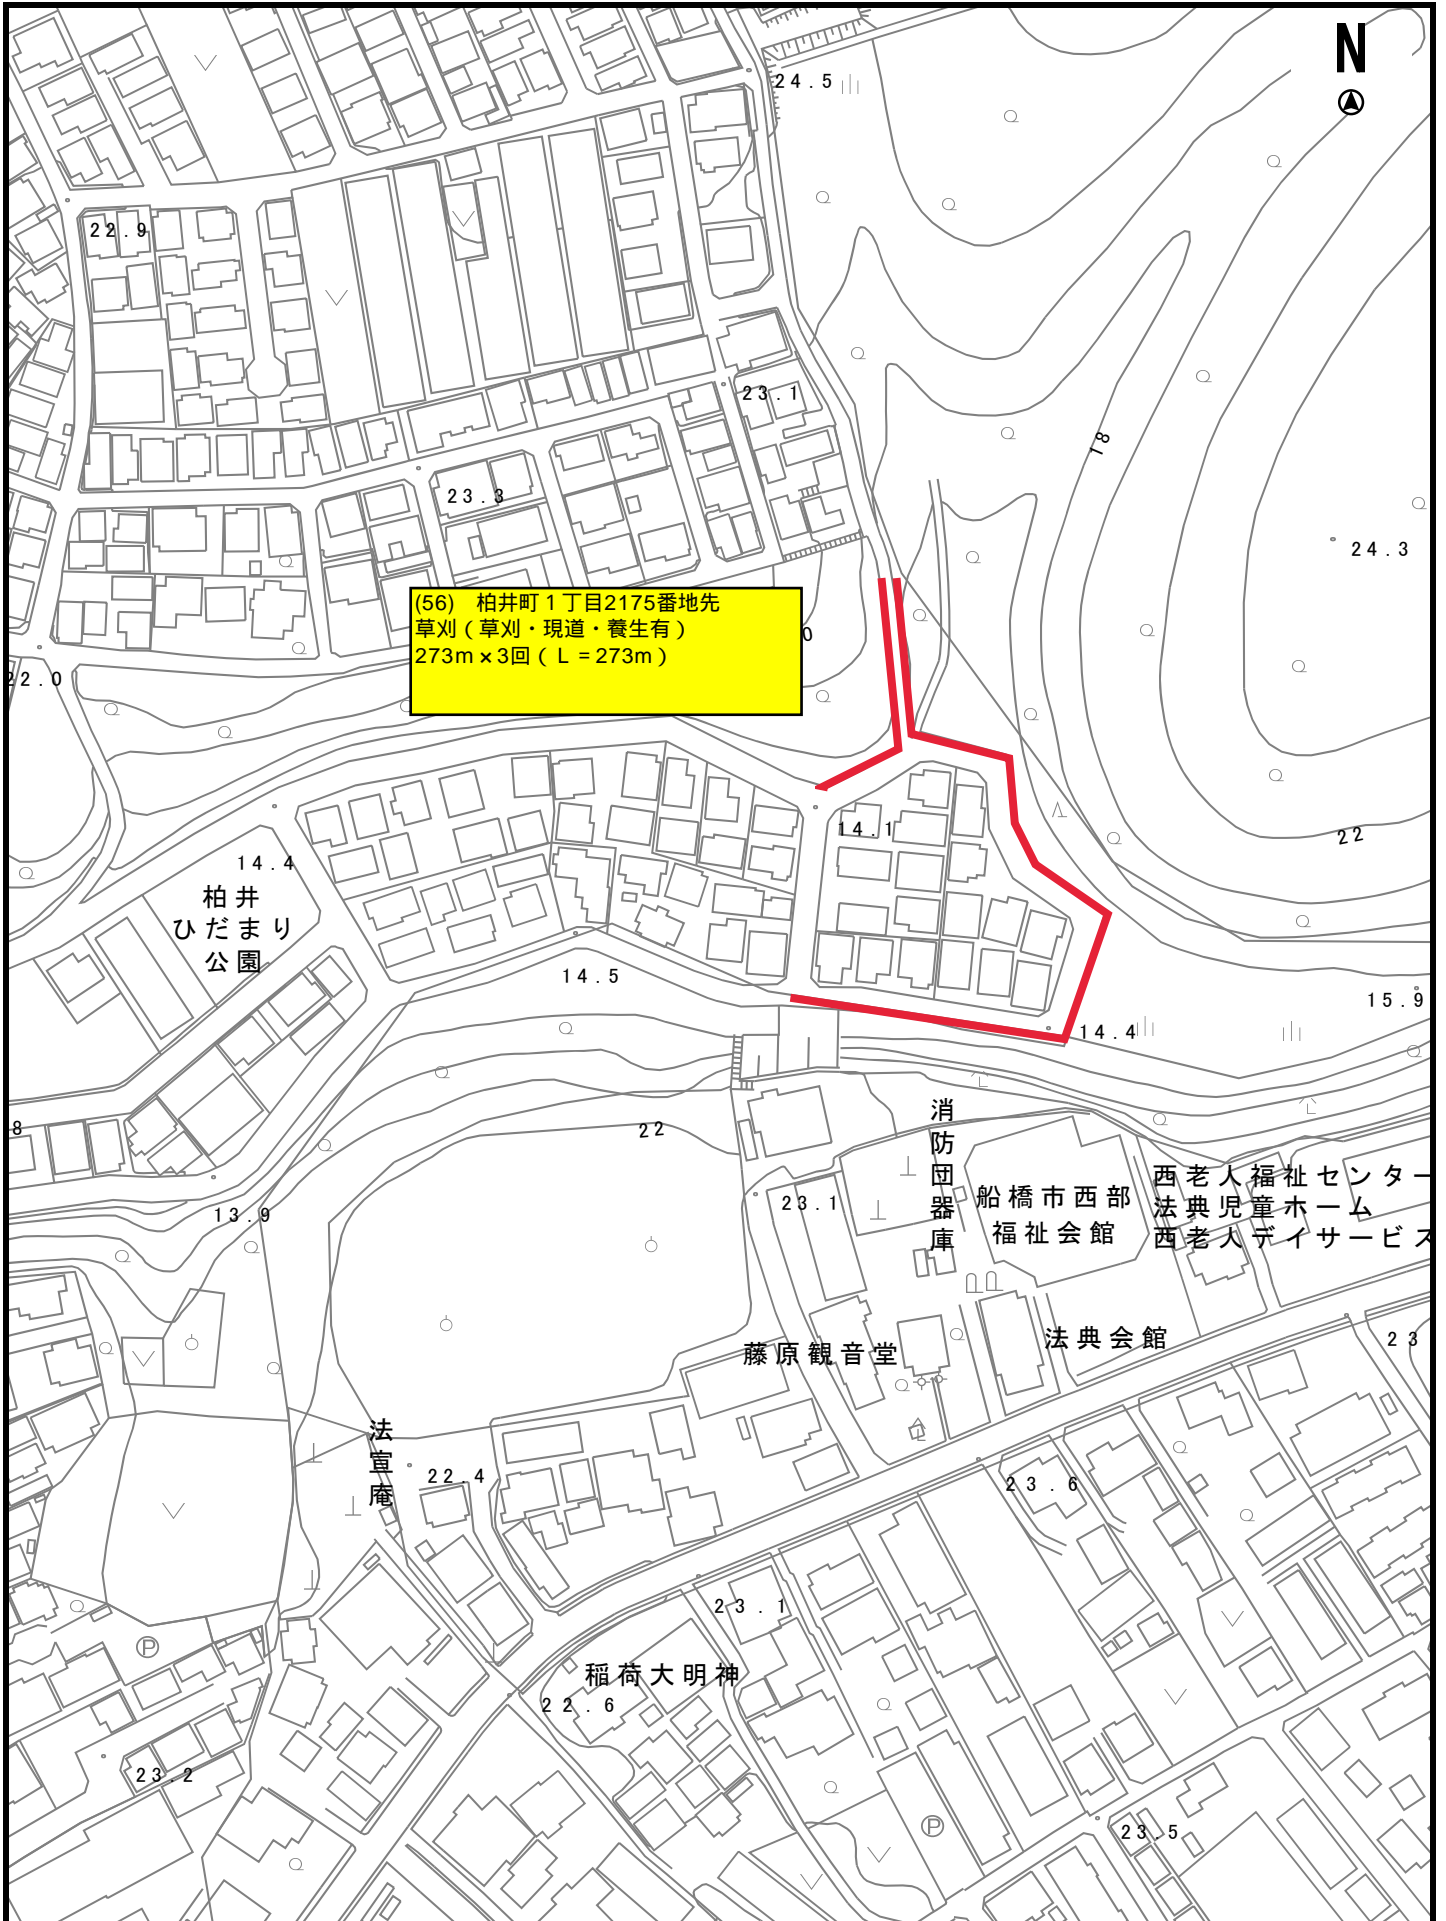 N
24.5
22.9
23.1
18
23.3
24.3
(56) 柏井町1丁目2175番地先
草刈（草刈・現道・養生有）
273m×3回（L=273m）
0
22.0
14.1
22
14.4
柏井
ひだまり
公園
14.5
15.9
14.4
8
22
消防団器庫
船橋市西部
福祉会館
西老人福祉センター
法典児童ホーム
西老人デイサービス
23.1
13.9
藤原観音堂
法典会館
23
法宣庵
22.4
23.6
23.1
稲荷大明神
22.6
P
23.2
P
23.5